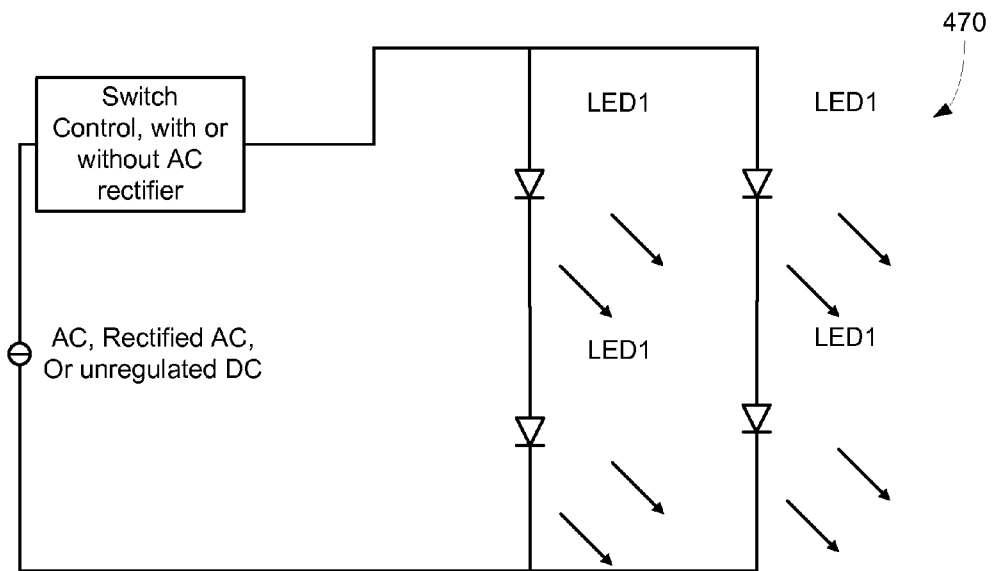 470
LED1
LED1
Switch
Control, with or
without AC
rectifier
AC, Rectified AC,
Or unregulated DC
LED1
LED1